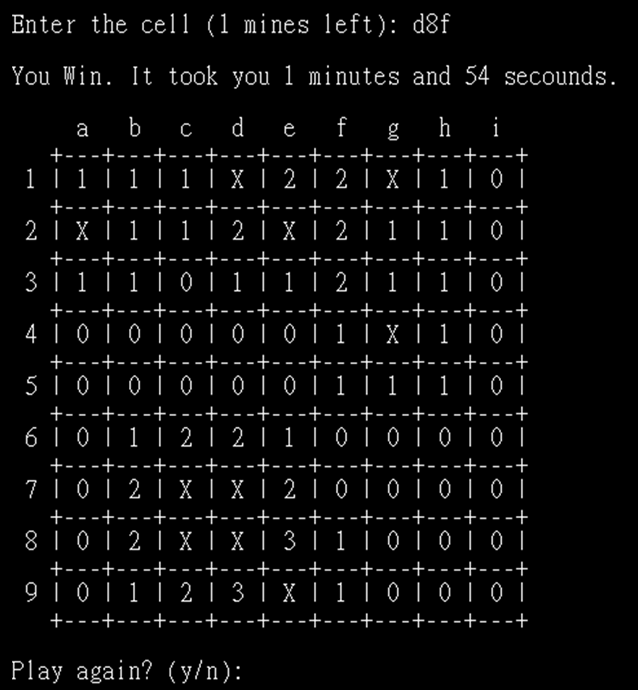 Enter the cell (1 mines left): d8f
You Win. It took you 1 minutes and 54 secounds.
a b c d e f g h i
+---+---+---+---+---+---+---+---+---+
1 | 1 | 1 | 1 | X | 2 | 2 | X | 1 | 0 |
+---+---+---+---+---+---+---+---+---+
2 | X | 1 | 1 | 2 | X | 2 | 1 | 1 | 0 |
+---+---+---+---+---+---+---+---+---+
3 | 1 | 1 | 0 | 1 | 1 | 2 | 1 | 1 | 0 |
+---+---+---+---+---+---+---+---+---+
4 | 0 | 0 | 0 | 0 | 0 | 1 | X | 1 | 0 |
+---+---+---+---+---+---+---+---+---+
5 | 0 | 0 | 0 | 0 | 0 | 1 | 1 | 1 | 0 |
+---+---+---+---+---+---+---+---+---+
6 | 0 | 1 | 2 | 2 | 1 | 0 | 0 | 0 | 0 |
+---+---+---+---+---+---+---+---+---+
7 | 0 | 2 | X | X | 2 | 0 | 0 | 0 | 0 |
+---+---+---+---+---+---+---+---+---+
8 | 0 | 2 | X | X | 3 | 1 | 0 | 0 | 0 |
+---+---+---+---+---+---+---+---+---+
9 | 0 | 1 | 2 | 3 | X | 1 | 0 | 0 | 0 |
+---+---+---+---+---+---+---+---+---+
Play again? (y/n):